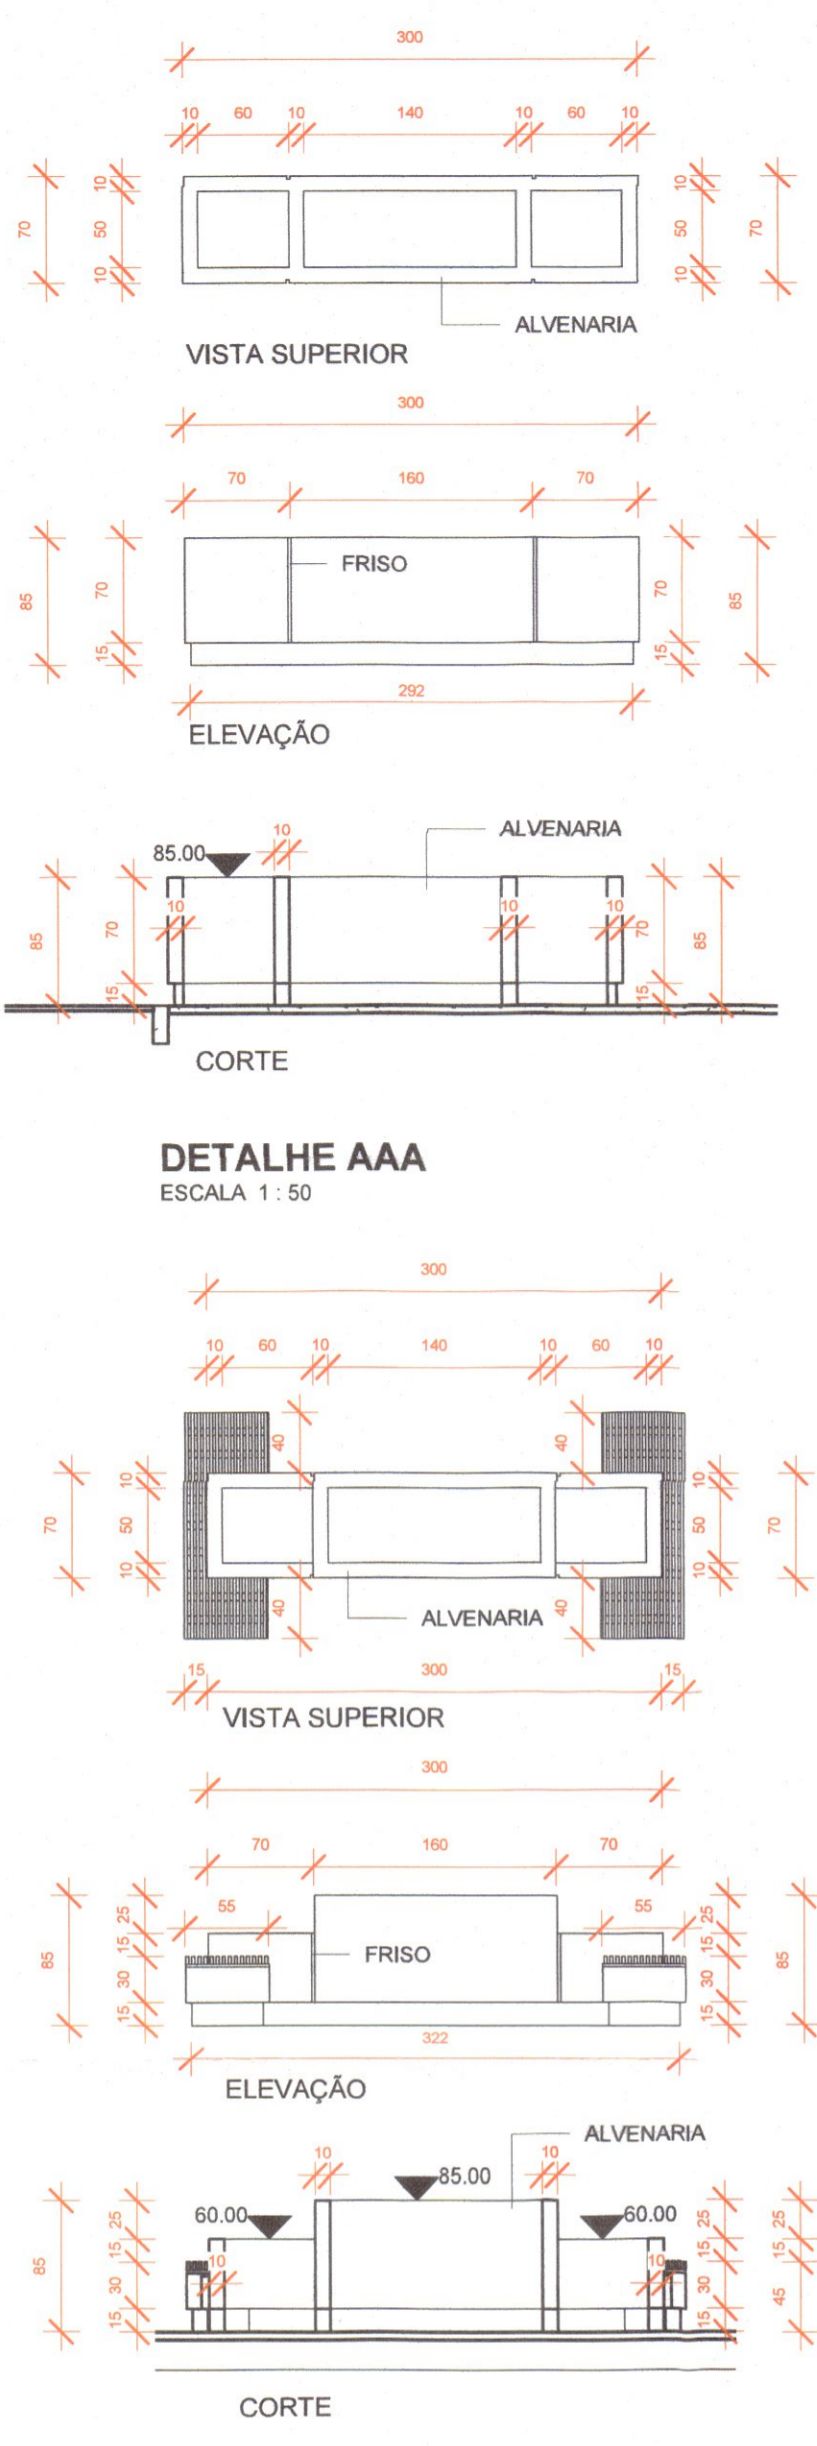 300
10 60 10 140 10 60 10
70 10 50 10 10 50 10 70
ALVENARIA
VISTA SUPERIOR
300
70 160 70
FRISO
85 70 15 70 15 85
292
ELEVAÇÃO
ALVENARIA
10
85.00
10 10 10
85 70 15 70 15 85
CORTE
DETALHE AAA
ESCALA 1 : 50
300
10 60 10 140 10 60 10
40 40
70 10 50 10 10 50 10 70
40 40
ALVENARIA
15 300 15
VISTA SUPERIOR
300
70 160 70
55 55
FRISO
85 25 15 30 15 25 15 30 15 85
322
ELEVAÇÃO
ALVENARIA
10 10
85.00
60.00 60.00
10 10
85 25 15 30 15 25 15 30 15 25 15 45
CORTE